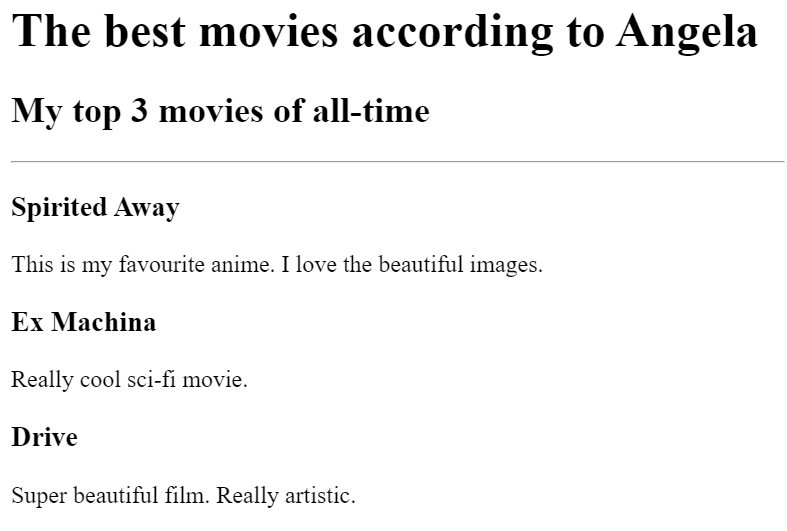 The best movies according to Angela
My top 3 movies of all-time
Spirited Away
This is my favourite anime. I love the beautiful images.
Ex Machina
Really cool sci-fi movie.
Drive
Super beautiful film. Really artistic.